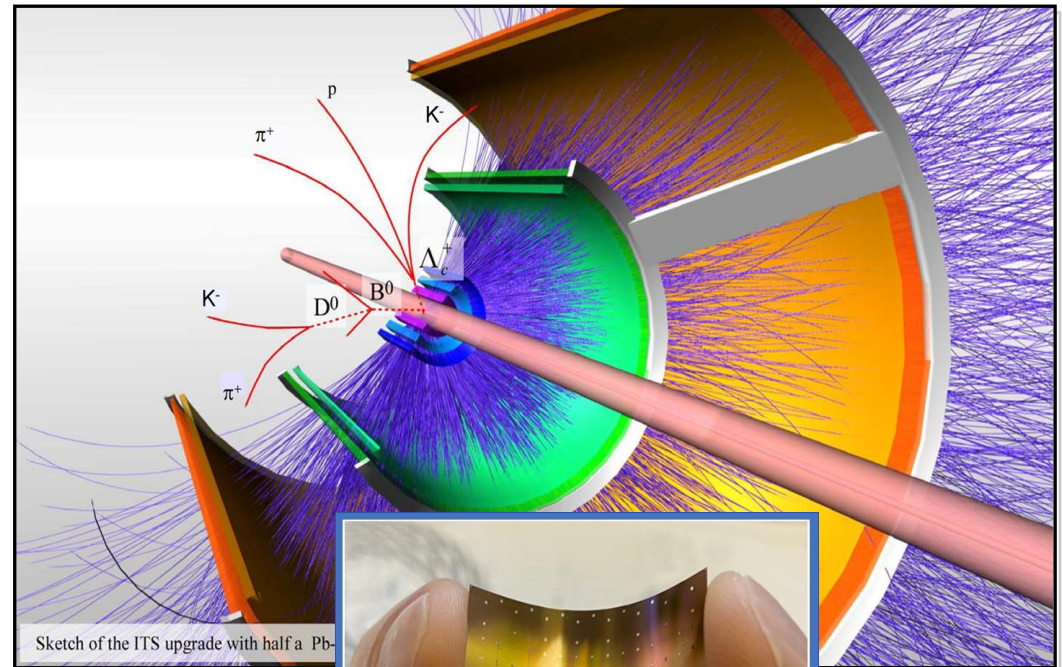 p
K-
π+
Λc+
B0
D0
K-
π+
Sketch of the ITS upgrade with half a Pb-